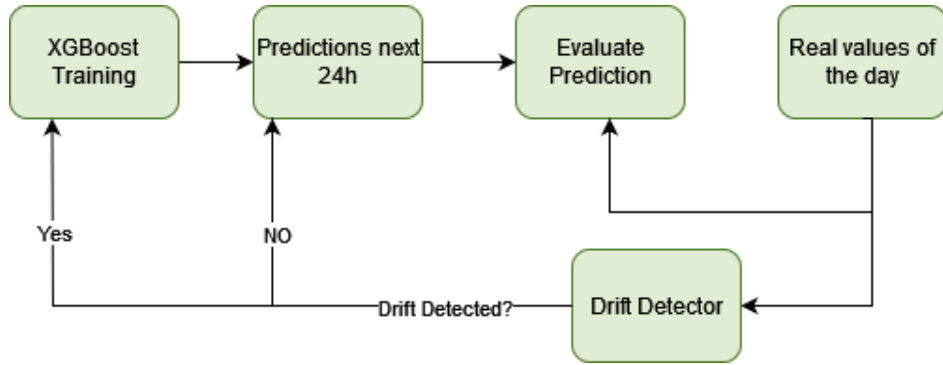 XGBoost
Training
Predictions next
24h
Evaluate
Prediction
Real values of
the day
Yes
NO
Drift Detected?
Drift Detector